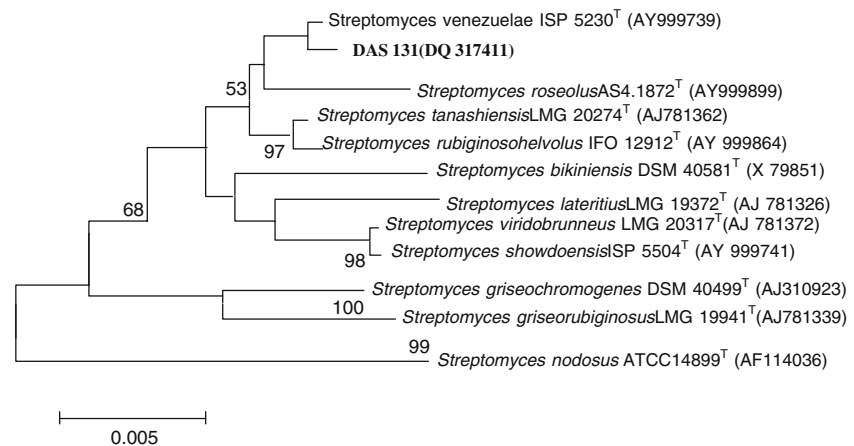 Streptomyces venezuelae ISP 5230T (AY999739)
DAS 131(DQ 317411)
53
Streptomyces roseolusAS4.1872T (AY999899)
Streptomyces tanashiensisLMG 20274T (AJ781362)
97
Streptomyces rubiginosohelvolus IFO 12912T (AY 999864)
Streptomyces bikiniensis DSM 40581T (X 79851)
68
Streptomyces lateritiusLMG 19372T (AJ 781326)
Streptomyces viridobrunneus LMG 20317T(AJ 781372)
98
Streptomyces showdoensisISP 5504T (AY 999741)
Streptomyces griseochromogenes DSM 40499T (AJ310923)
100
Streptomyces griseorubiginosusLMG 19941T(AJ781339)
99
Streptomyces nodosus ATCC14899T (AF114036)
0.005